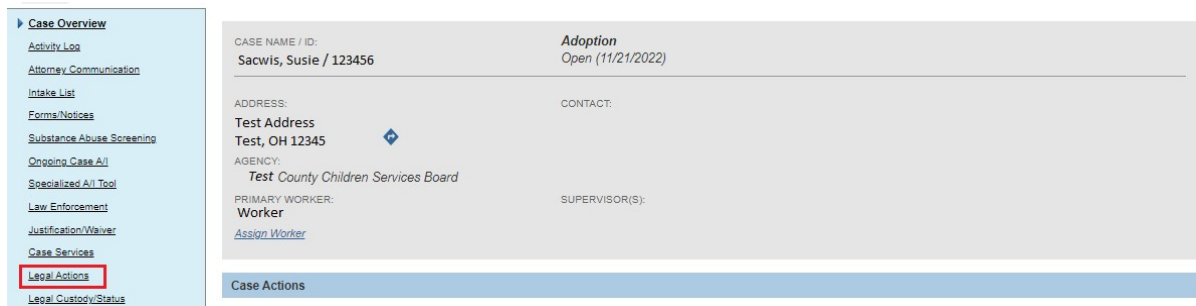 Case Overview
Activity Log
Attorney Communication
Intake List
Forms/Notices
Substance Abuse Screening
Ongoing Case A/I
Specialized A/I Tool
Law Enforcement
Justification/Waiver
Case Services
Legal Actions
Legal Custody/Status
CASE NAME / ID:
Sacwis, Susie / 123456
Adoption
Open (11/21/2022)
ADDRESS:
Test Address
Test, OH 12345
CONTACT:
AGENCY:
Test County Children Services Board
PRIMARY WORKER:
Worker
SUPERVISOR(S):
Assign Worker
Case Actions